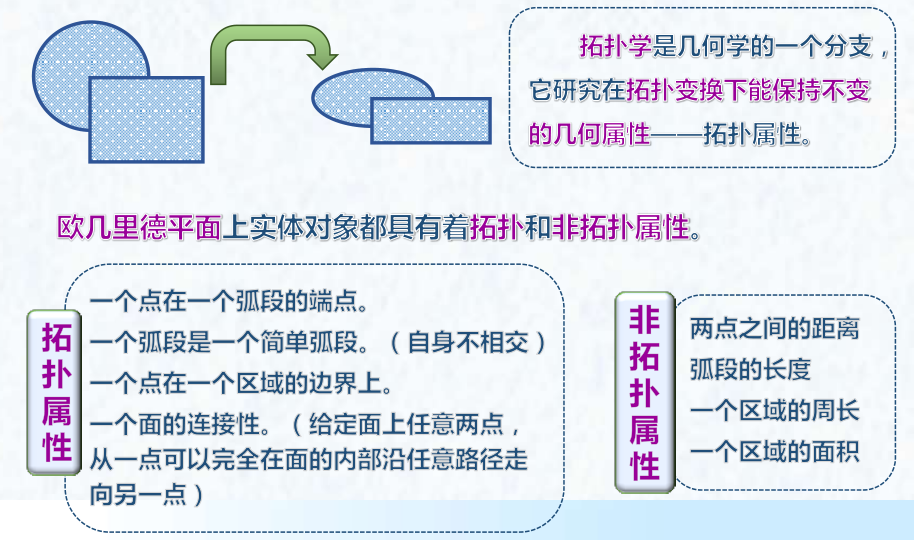 拓扑学是几何学的一个分支，
它研究在拓扑变换下能保持不变
的几何属性——拓扑属性。
欧几里德平面上实体对象都具有着拓扑和非拓扑属性。
拓扑属性
一个点在一个弧段的端点。
一个弧段是一个简单弧段。（自身不相交）
一个点在一个区域的边界上。
一个面的连接性。（给定面上任意两点，
从一点可以完全在面的内部沿任意路径走
向另一点）
非拓扑属性
两点之间的距离
弧段的长度
一个区域的周长
一个区域的面积